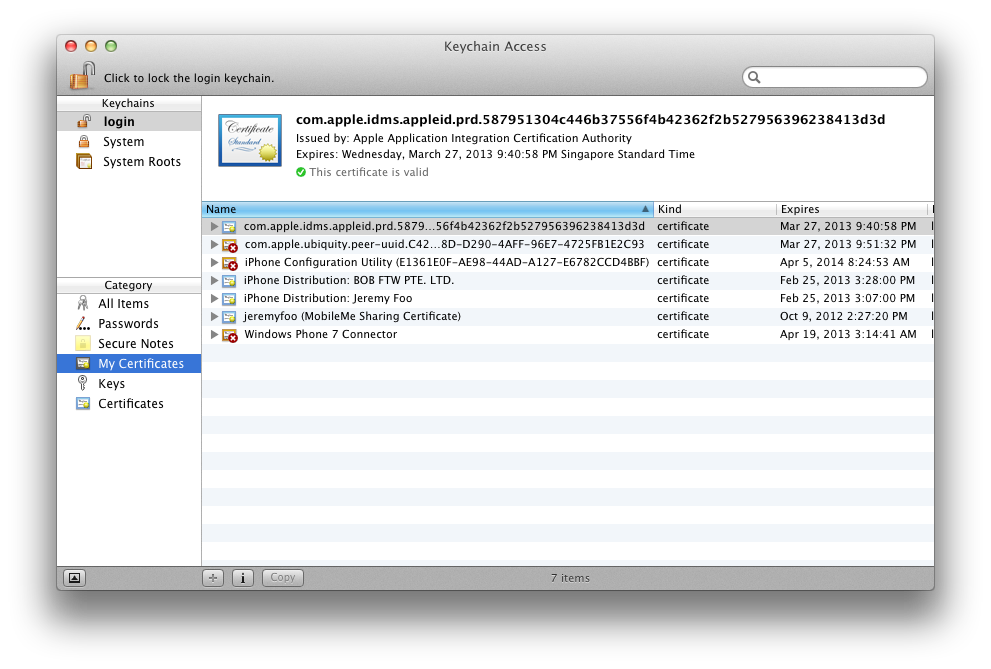 Keychain Access
Click to lock the login keychain.
Keychains
login
System
System Roots
Category
All Items
Passwords
Secure Notes
My Certificates
Keys
Certificates
Certificate
Standard
com.apple.idms.appleid.prd.587951304c446b37556f4b42362f2b527956396238413d3d
Issued by: Apple Application Integration Certification Authority
Expires: Wednesday, March 27, 2013 9:40:58 PM Singapore Standard Time
This certificate is valid
Name Kind Expires
com.apple.idms.appleid.prd.5879...56f4b42362f2b527956396238413d3d certificate Mar 27, 2013 9:40:58 PM
com.apple.ubiquity.peer-uuid.C42...8D-D290-4AFF-96E7-4725FB1E2C93 certificate Mar 27, 2013 9:51:32 PM
iPhone Configuration Utility (E1361E0F-AE98-44AD-A127-E6782CCD4BBF) certificate Apr 5, 2014 8:24:53 AM
iPhone Distribution: BOB FTW PTE. LTD. certificate Feb 25, 2013 3:28:00 PM
iPhone Distribution: Jeremy Foo certificate Feb 25, 2013 3:07:00 PM
jeremyfoo (MobileMe Sharing Certificate) certificate Oct 9, 2012 2:27:20 PM
Windows Phone 7 Connector certificate Apr 19, 2013 3:14:41 AM
Copy
7 items